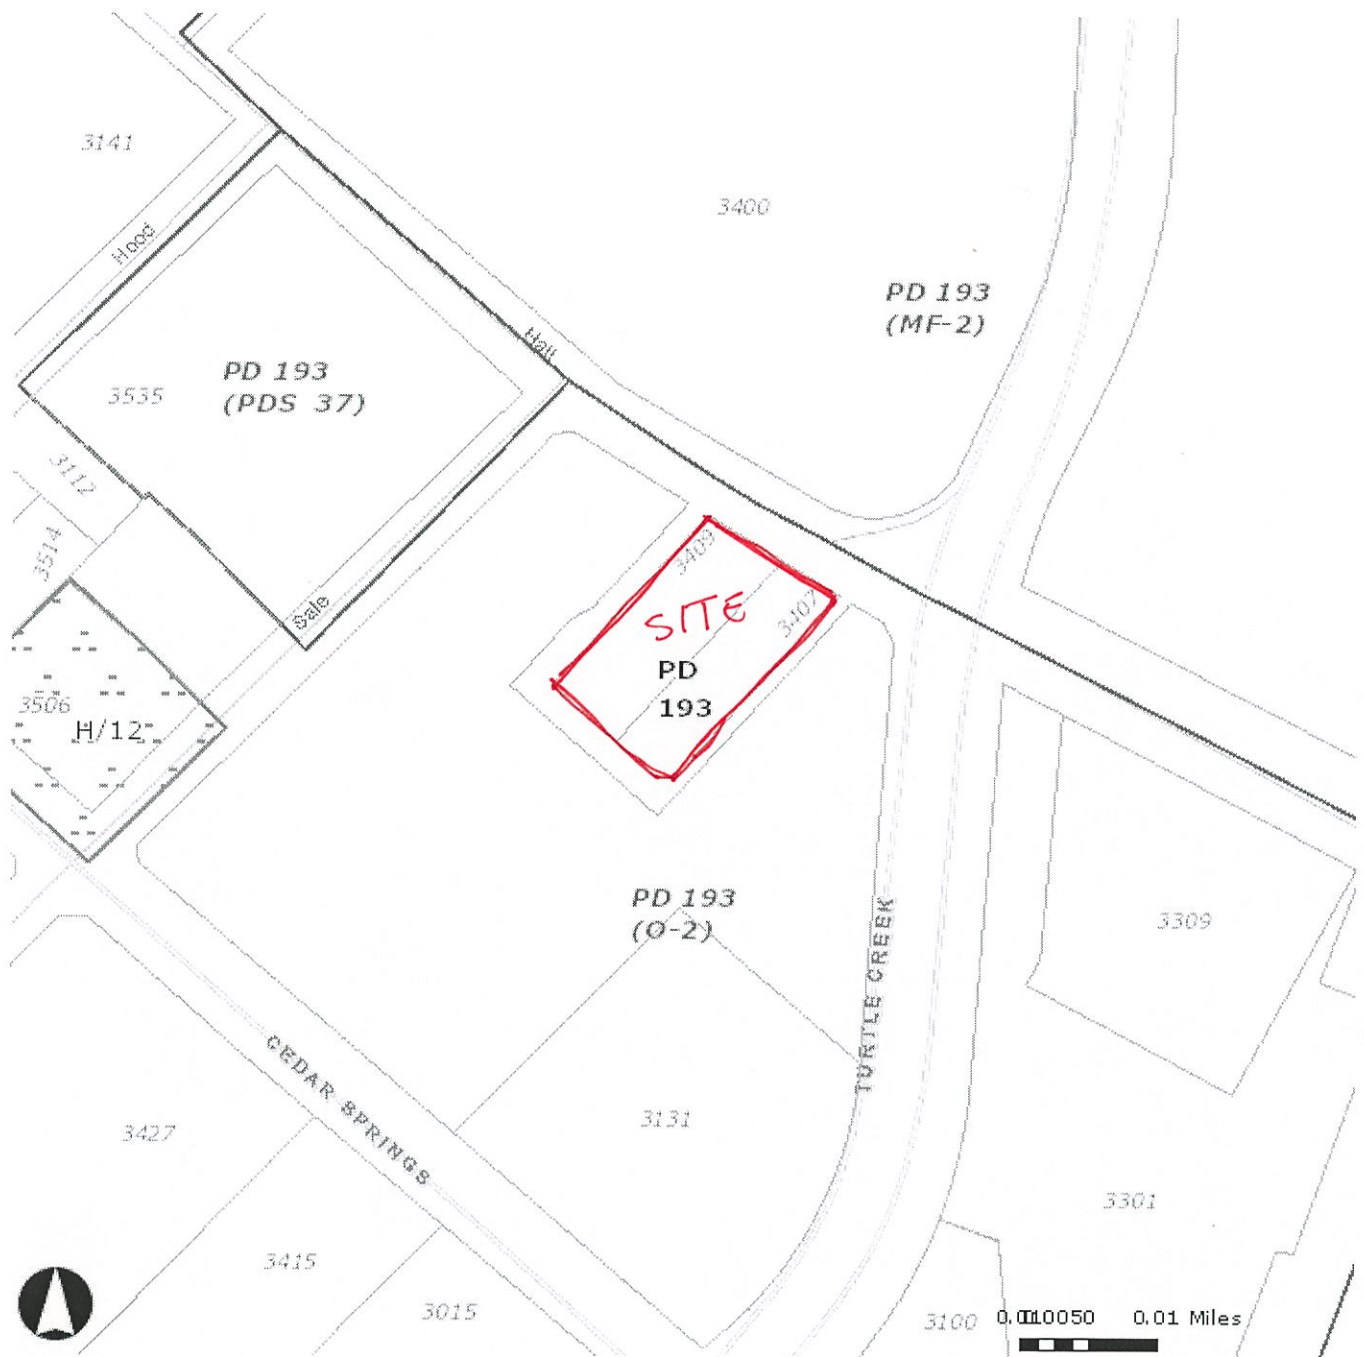 3141
3400
Hood
PD 193
(MF-2)
Hall
PD 193
(PDS 37)
3535
3112
3409
3514
Sale
SITE
3407
PD
193
3506
H/12
PD 193
(O-2)
3309
TURTLE CREEK
CEDAR SPRINGS
3427
3131
3301
3415
3015
3100
0.01 Miles